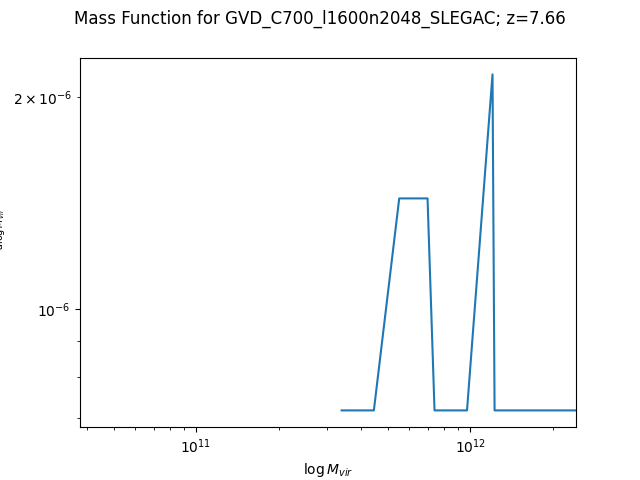 Mass Function for GVD_C700_l1600n2048_SLEGAC; z=7.66
2 × 10⁻⁶
10⁻⁶
10¹¹ 10¹²
log M_vir